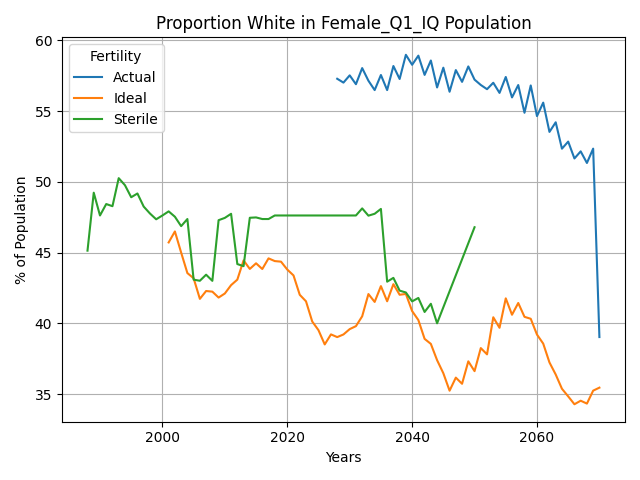 Proportion White in Female_Q1_IQ Population
Fertility
Actual
Ideal
Sterile
% of Population
60
55
50
45
40
35
2000
2020
2040
2060
Years